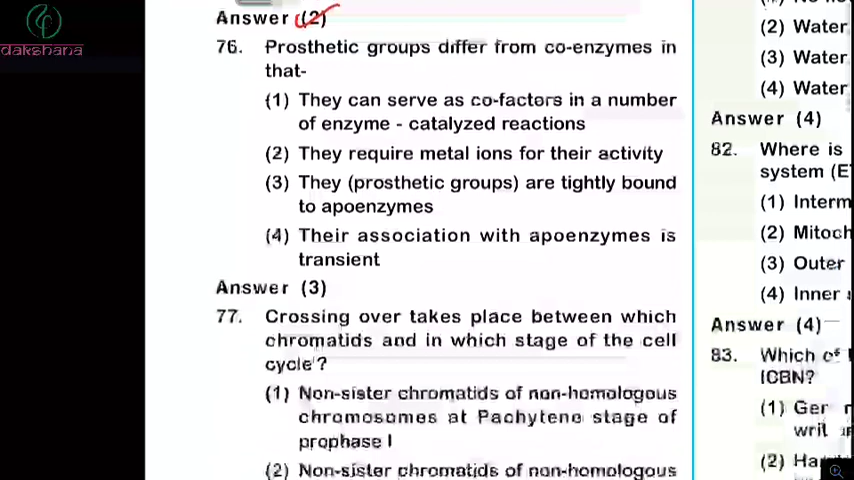 dakshana
Answer (2)
76. Prosthetic groups differ from co-enzymes in
that-
(1) They can serve as co-factors in a number
of enzyme - catalyzed reactions
(2) They require metal ions for their activity
(3) They (prosthetic groups) are tightly bound
to apoenzymes
(4) Their association with apoenzymes is
transient
Answer (3)
77. Crossing over takes place between which
chromatids and in which stage of the cell
cycle?
(1) Non-sister chromatids of non-homologous
chromosomes at Pachytene stage of
prophase I
(2) Non-sister chromatids of non-homologous
(2) Water
(3) Water
(4) Water
Answer (4)
82. Where is
system (E
(1) Interm
(2) Mitoch
(3) Outer
(4) Inner
Answer (4)
83. Which
ICBN?
(1)
(2)